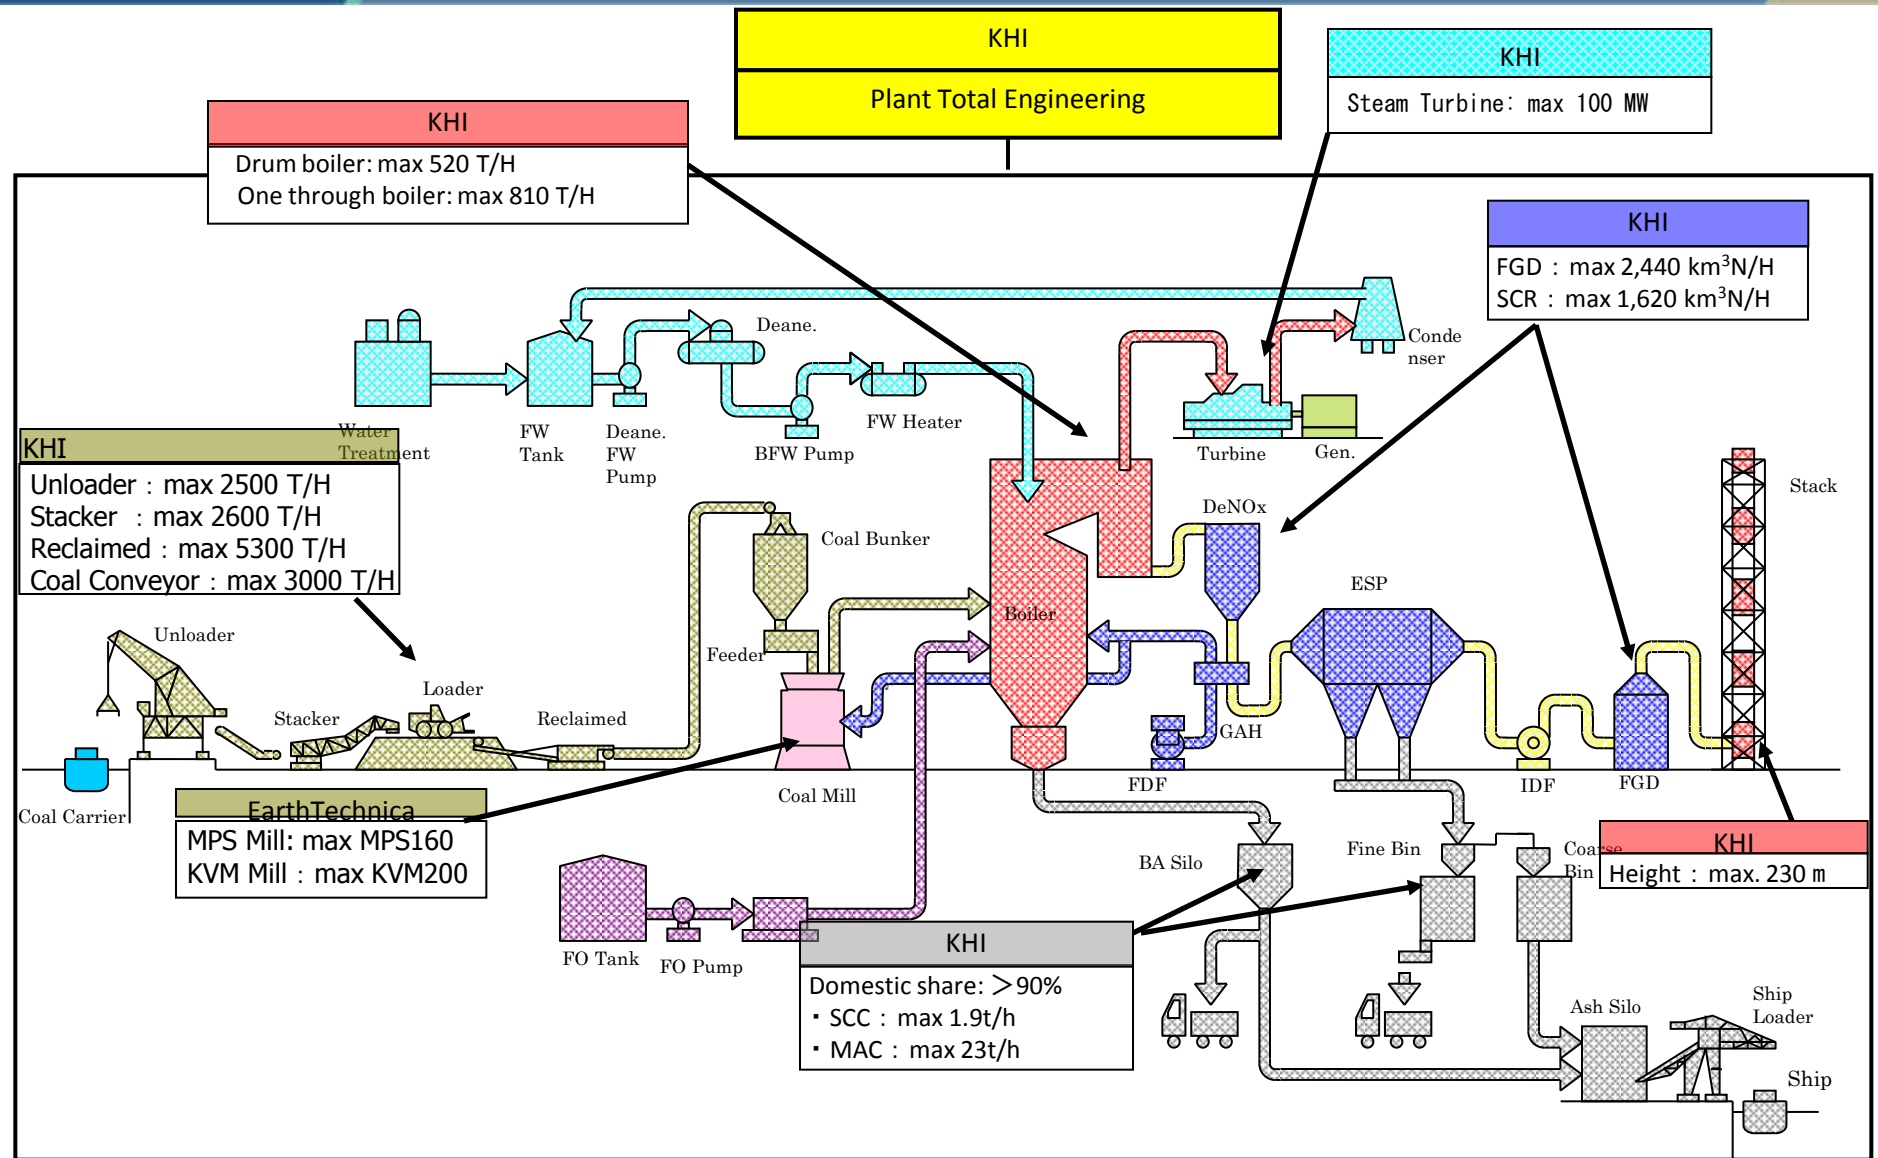 KHI
Plant Total Engineering
KHI
Steam Turbine: max 100 MW
KHI
Drum boiler: max 520 T/H
One through boiler: max 810 T/H
KHI
FGD : max 2,440 km³N/H
SCR : max 1,620 km³N/H
Deane.
Conde
nser
FW Heater
Water
Treatment
FW
Tank
Deane.
FW
Pump
BFW Pump
Turbine
Gen.
KHI
Unloader : max 2500 T/H
Stacker : max 2600 T/H
Reclaimed : max 5300 T/H
Coal Conveyor : max 3000 T/H
Stack
DeNOx
Coal Bunker
ESP
Boiler
Unloader
Feeder
Loader
Stacker
Reclaimed
GAH
Coal Carrier
Coal Mill
FDF
IDF
FGD
EarthTechnica
MPS Mill: max MPS160
KVM Mill : max KVM200
KHI
Height : max. 230 m
BA Silo
Fine Bin
Coarse
Bin
FO Tank
FO Pump
KHI
Domestic share: >90%
・ SCC : max 1.9t/h
・ MAC : max 23t/h
Ash Silo
Ship
Loader
Ship